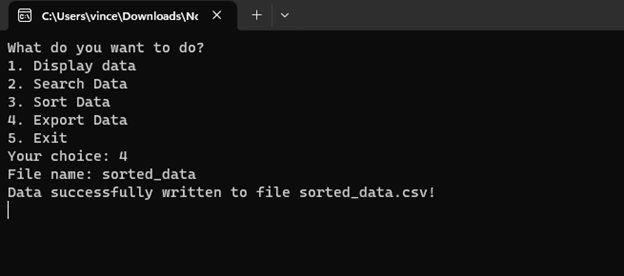 C:\Users\vince\Downloads\Nc
What do you want to do?
1. Display data
2. Search Data
3. Sort Data
4. Export Data
5. Exit
Your choice: 4
File name: sorted_data
Data successfully written to file sorted_data.csv!